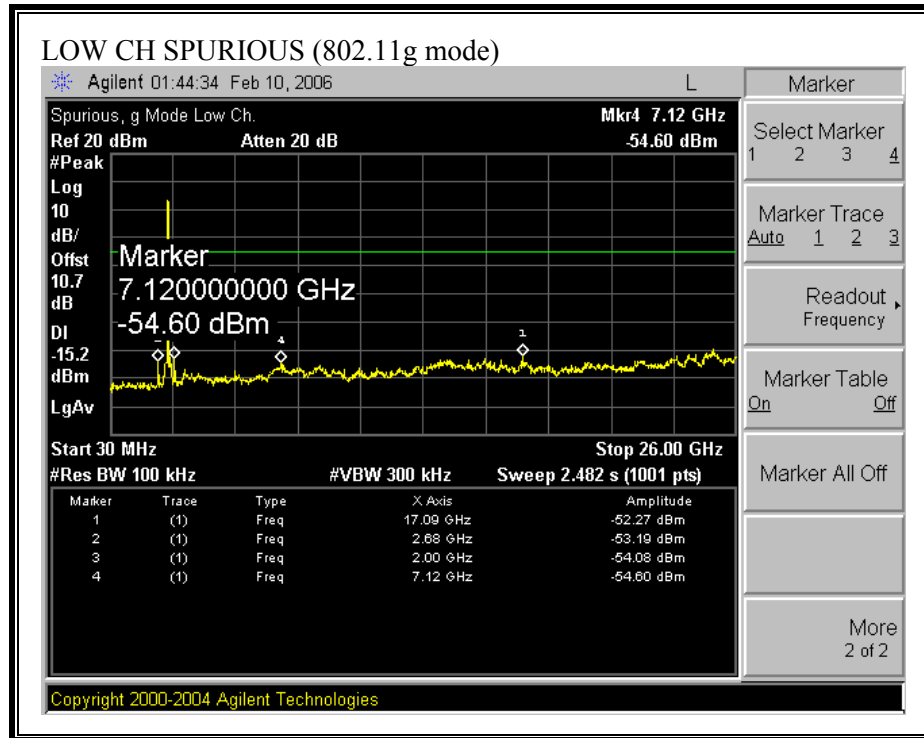 LOW CH SPURIOUS (802.11g mode)
Agilent 01:44:34 Feb 10, 2006 L
Marker
Spurious, g Mode Low Ch. Mkr4 7.12 GHz
Ref 20 dBm Atten 20 dB -54.60 dBm
#Peak
Log
10
dB/
Offst
10.7
dB
DI
-15.2
dBm
LgAv
Marker
7.120000000 GHz
-54.60 dBm
4
1
Start 30 MHz Stop 26.00 GHz
#Res BW 100 kHz #VBW 300 kHz Sweep 2.482 s (1001 pts)
Marker Trace Type X Axis Amplitude
1 (1) Freq 17.09 GHz -52.27 dBm
2 (1) Freq 2.68 GHz -53.19 dBm
3 (1) Freq 2.00 GHz -54.08 dBm
4 (1) Freq 7.12 GHz -54.60 dBm
Select Marker
1 2 3 4
Marker Trace
Auto 1 2 3
Readout
Frequency
Marker Table
On Off
Marker All Off
More
2 of 2
Copyright 2000-2004 Agilent Technologies